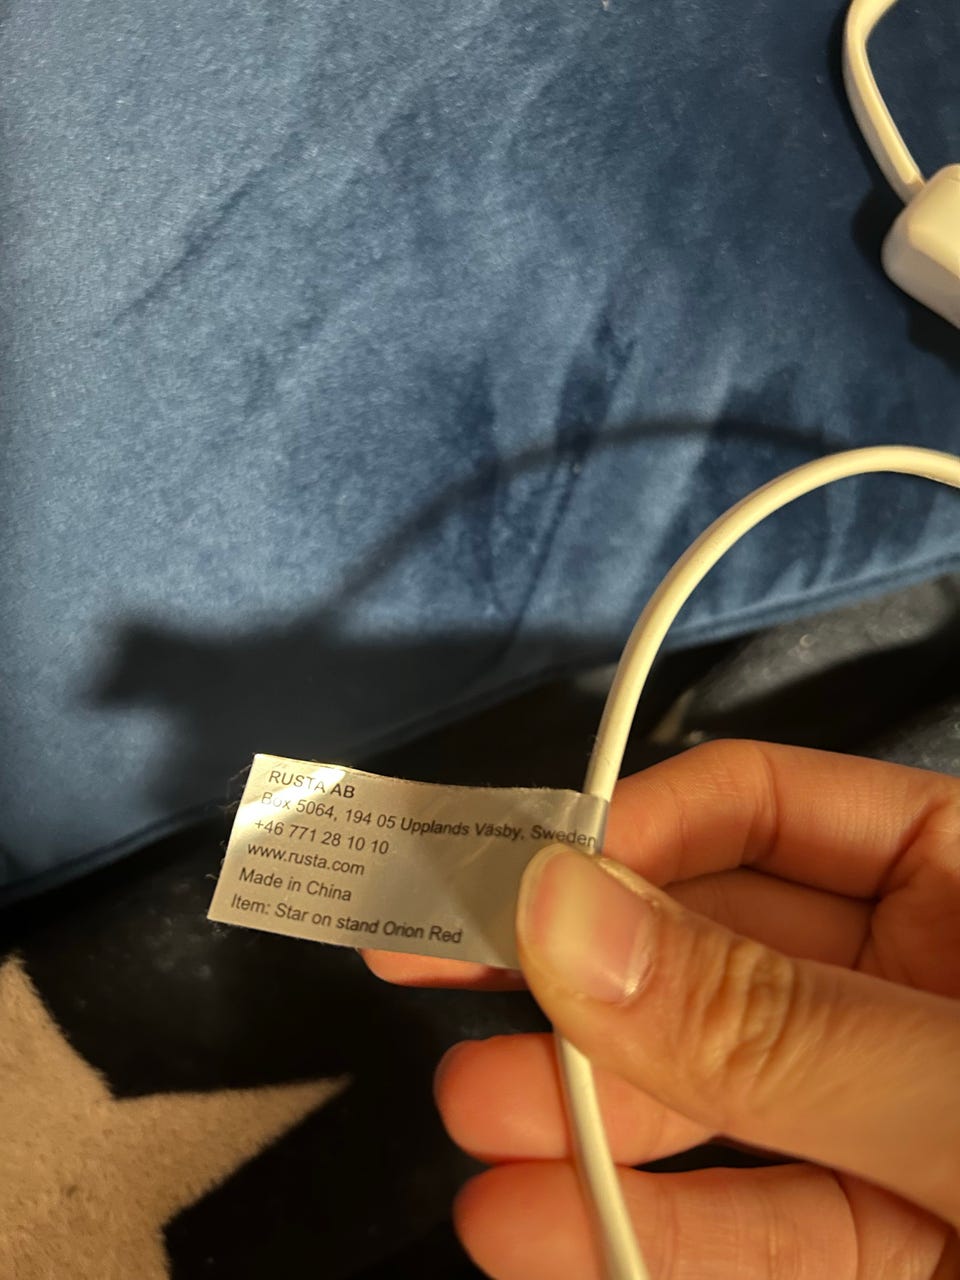 RUSTA AB
Box 5064, 194 05 Upplands Väsby, Sweden
+46 771 28 10 10
www.rusta.com
Made in China
Item: Star on stand Orion Red